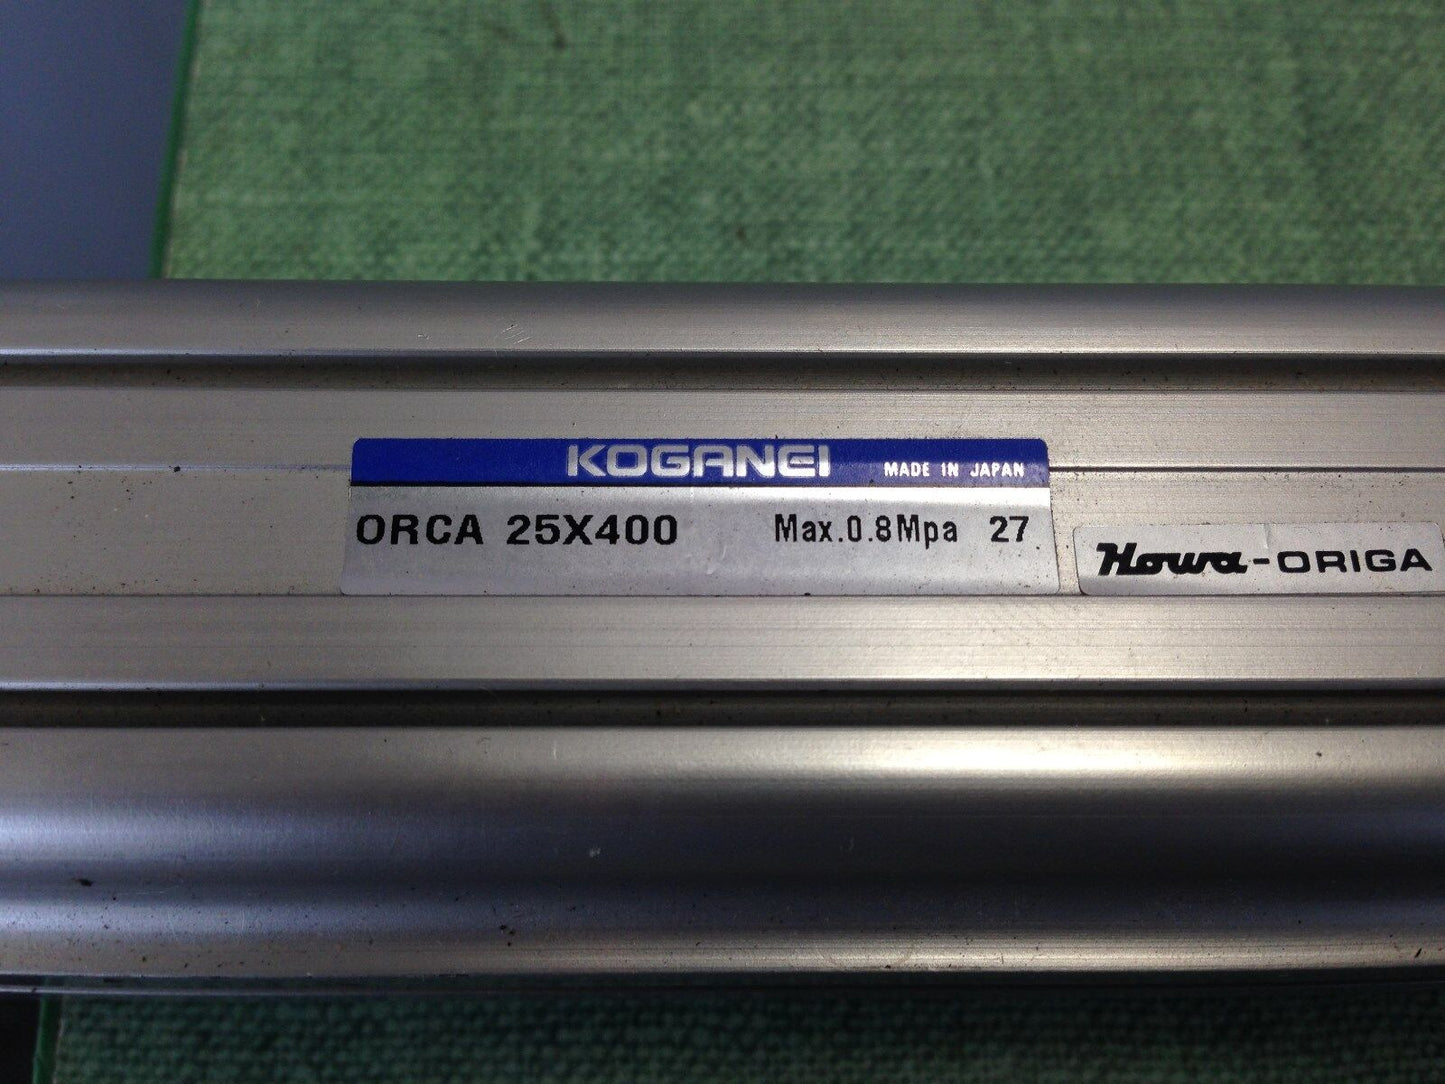 KOGANEI MADE IN JAPAN
ORCA 25X400 Max.0.8Mpa 27
Howa-ORIGA